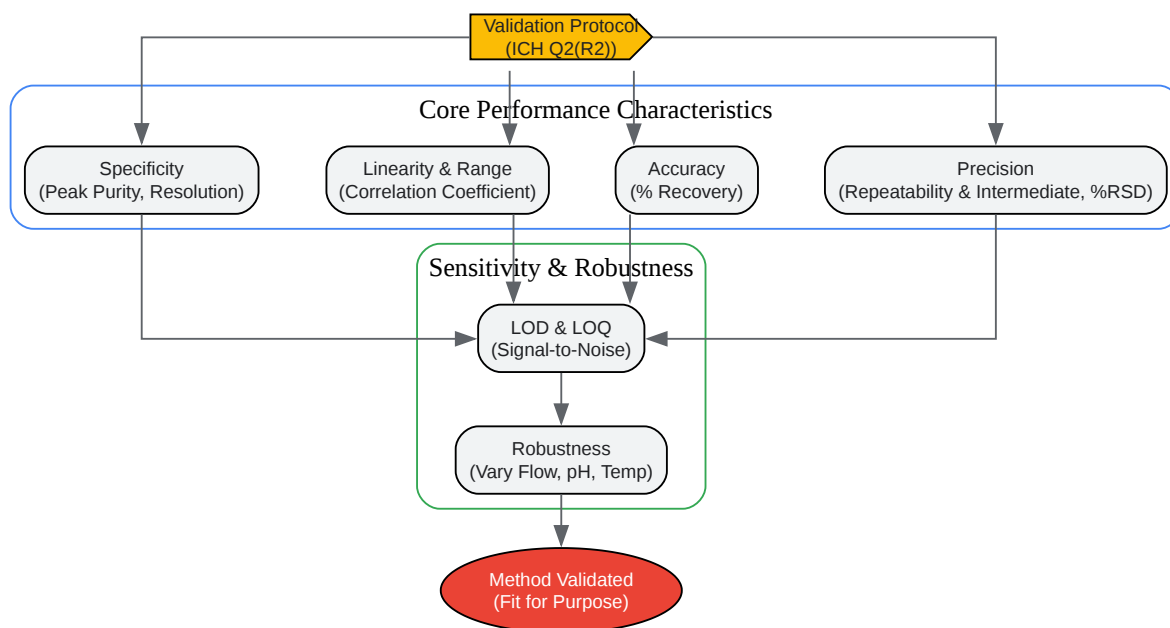 Validation Protocol
(ICH Q2(R2))
Core Performance Characteristics
Specificity
(Peak Purity, Resolution)
Linearity & Range
(Correlation Coefficient)
Accuracy
(% Recovery)
Precision
(Repeatability & Intermediate, %RSD)
Sensitivity & Robustness
LOD & LOQ
(Signal-to-Noise)
Robustness
(Vary Flow, pH, Temp)
Method Validated
(Fit for Purpose)